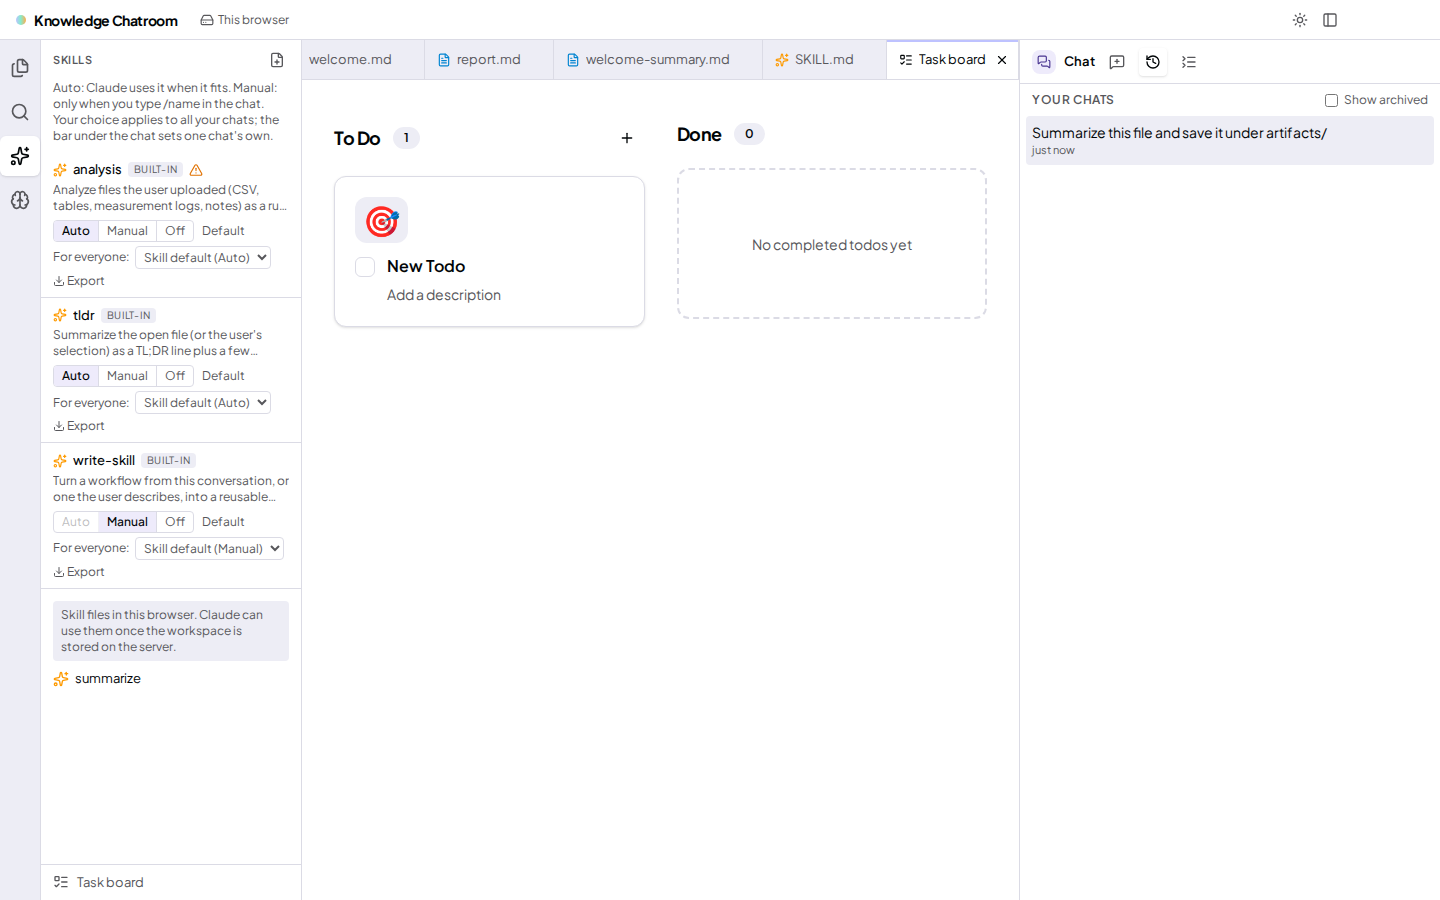 Knowledge Chatroom
This browser
SKILLS
Auto: Claude uses it when it fits. Manual:
only when you type /name in the chat.
Your choice applies to all your chats; the
bar under the chat sets one chat's own.
analysis BUILT-IN
Analyze files the user uploaded (CSV,
tables, measurement logs, notes) as a ru…
Auto Manual Off Default
For everyone: Skill default (Auto)
Export
tldr BUILT-IN
Summarize the open file (or the user's
selection) as a TL;DR line plus a few…
Auto Manual Off Default
For everyone: Skill default (Auto)
Export
write-skill BUILT-IN
Turn a workflow from this conversation, or
one the user describes, into a reusable…
Auto Manual Off Default
For everyone: Skill default (Manual)
Export
Skill files in this browser. Claude can
use them once the workspace is
stored on the server.
summarize
Task board
welcome.md
report.md
welcome-summary.md
SKILL.md
Task board
To Do 1
New Todo
Add a description
Done 0
No completed todos yet
Chat
YOUR CHATS
Show archived
Summarize this file and save it under artifacts/
just now